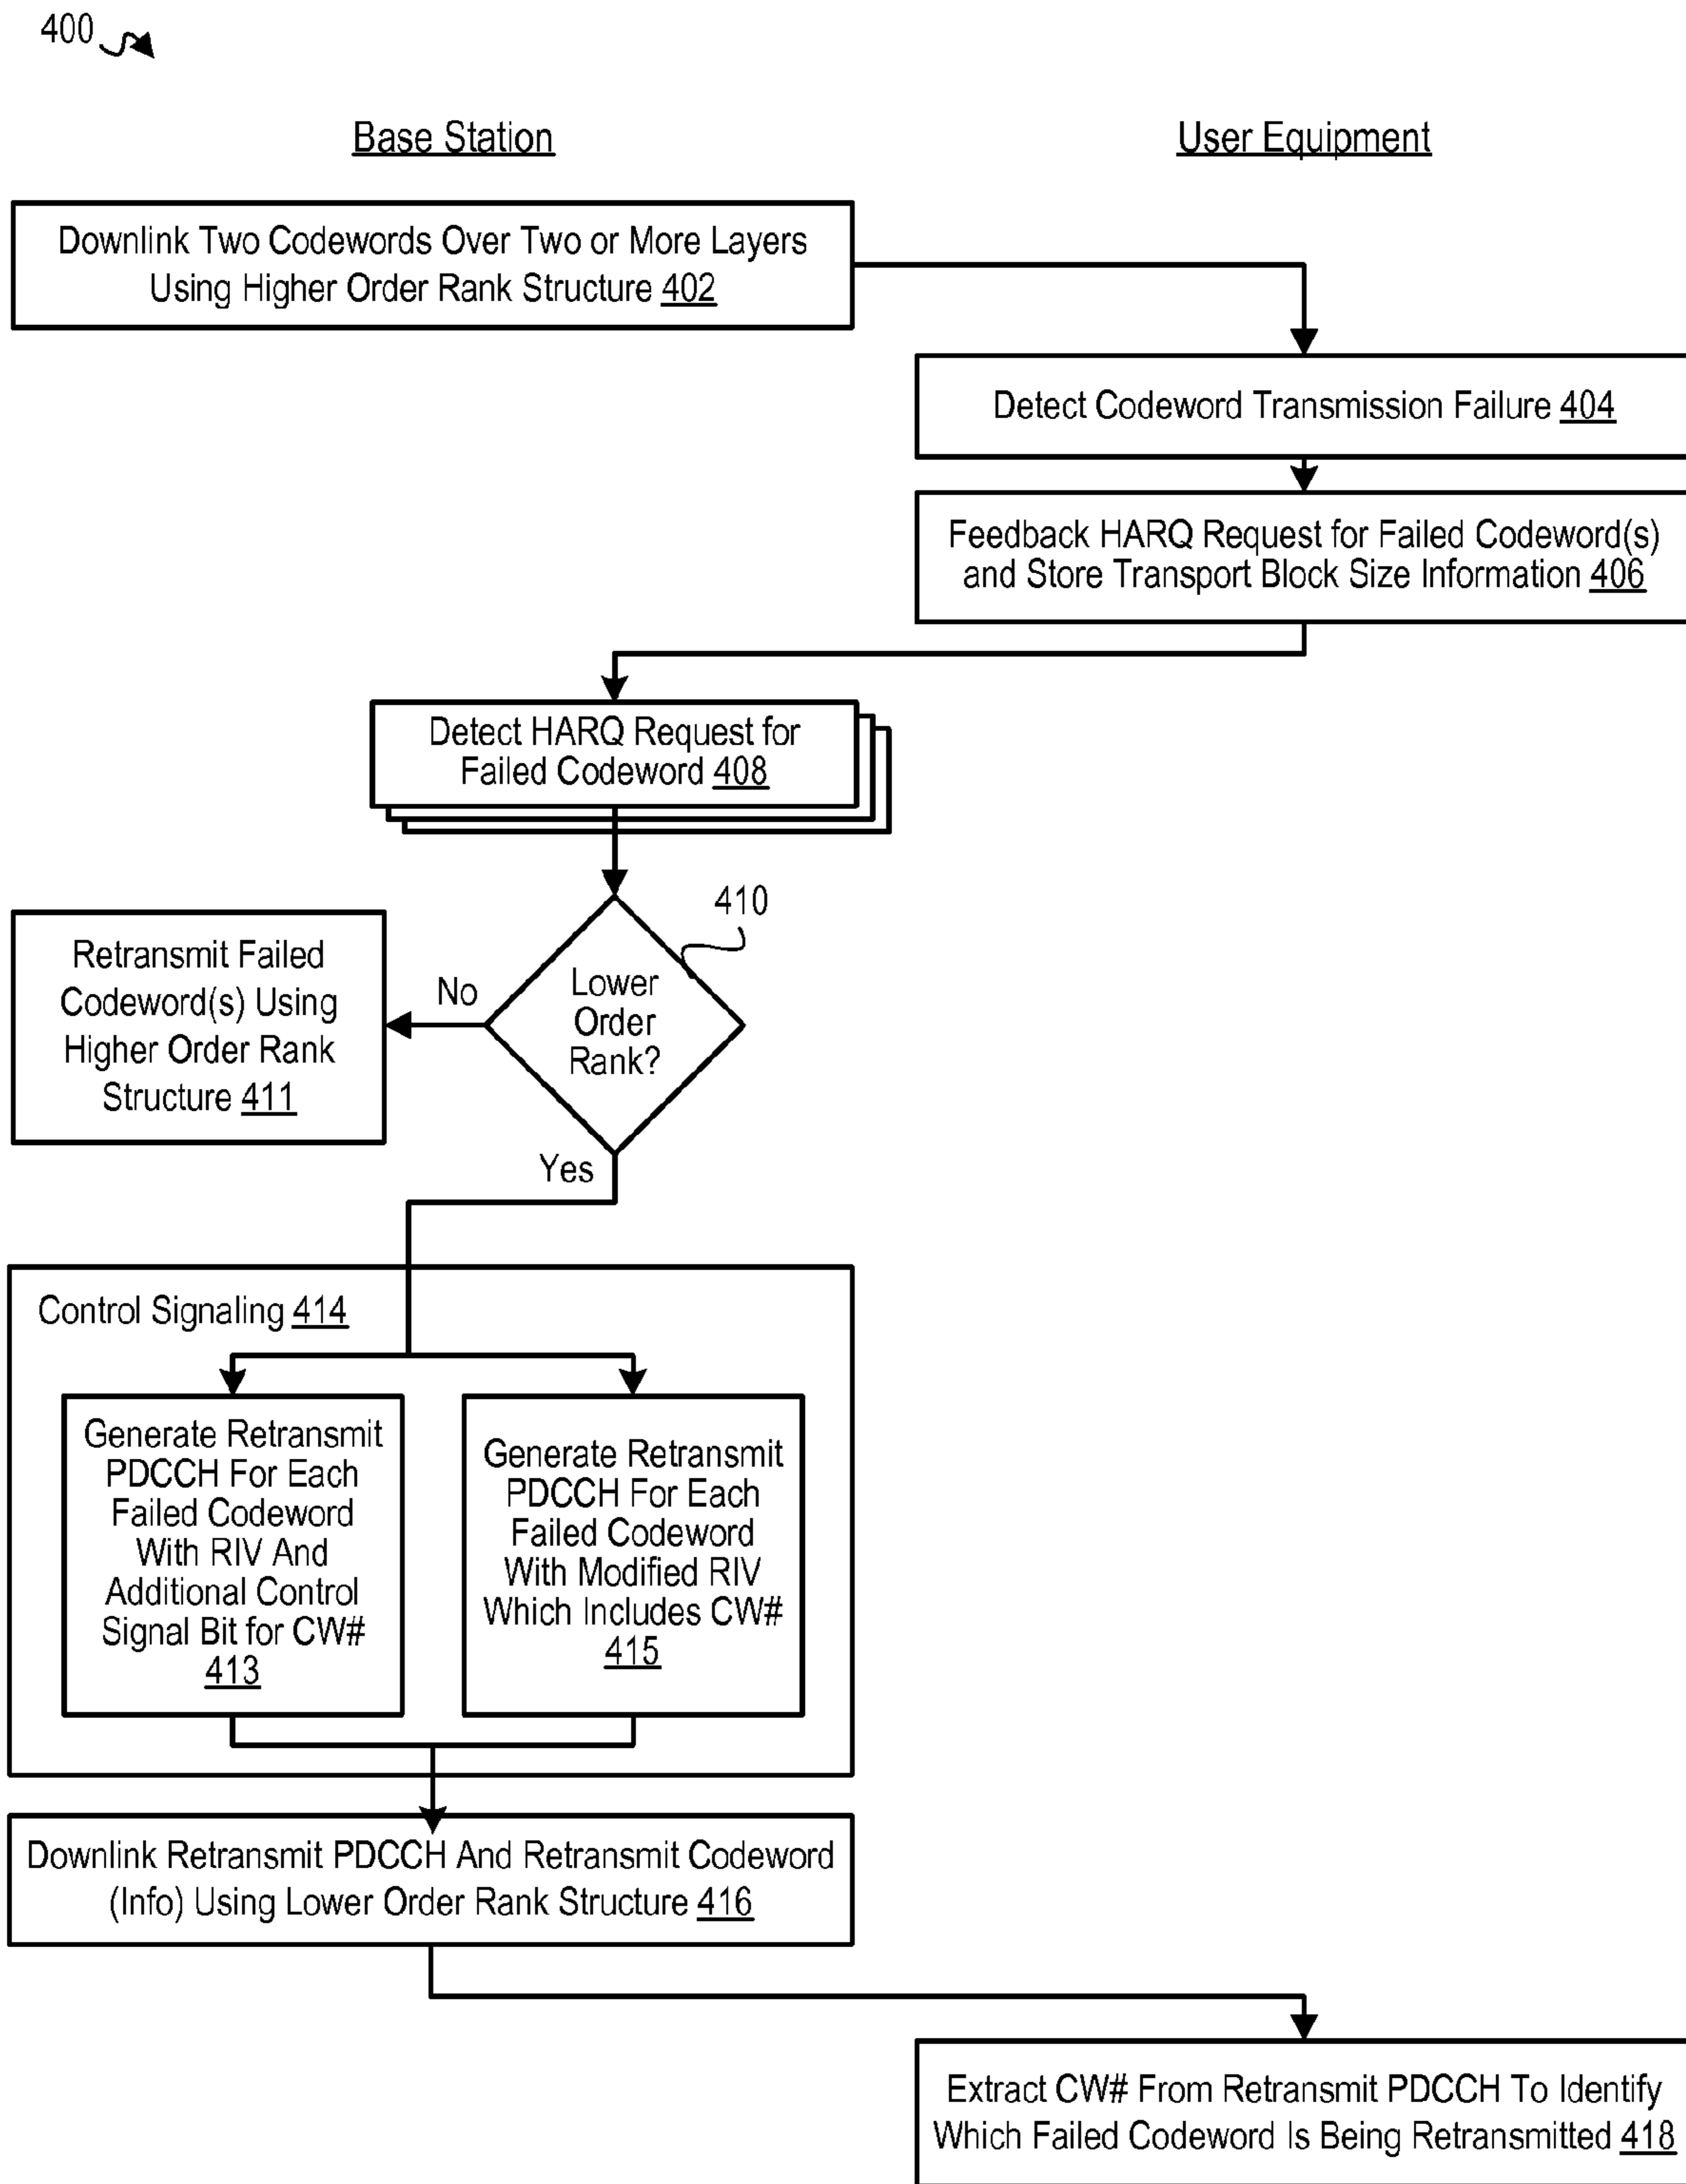 400
Base Station
User Equipment
Downlink Two Codewords Over Two or More Layers
Using Higher Order Rank Structure 402
Detect Codeword Transmission Failure 404
Feedback HARQ Request for Failed Codeword(s)
and Store Transport Block Size Information 406
Detect HARQ Request for
Failed Codeword 408
410
Lower
Order
Rank?
No
Retransmit Failed
Codeword(s) Using
Higher Order Rank
Structure 411
Yes
Control Signaling 414
Generate Retransmit
PDCCH For Each
Failed Codeword
With RIV And
Additional Control
Signal Bit for CW#
413
Generate Retransmit
PDCCH For Each
Failed Codeword
With Modified RIV
Which Includes CW#
415
Downlink Retransmit PDCCH And Retransmit Codeword
(Info) Using Lower Order Rank Structure 416
Extract CW# From Retransmit PDCCH To Identify
Which Failed Codeword Is Being Retransmitted 418